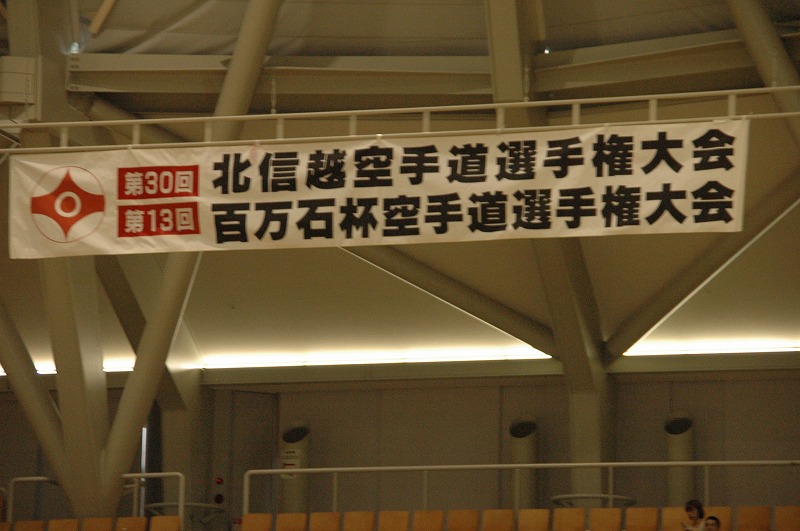 第30回 北信越空手道選手権大会
第13回 百万石杯空手道選手権大会